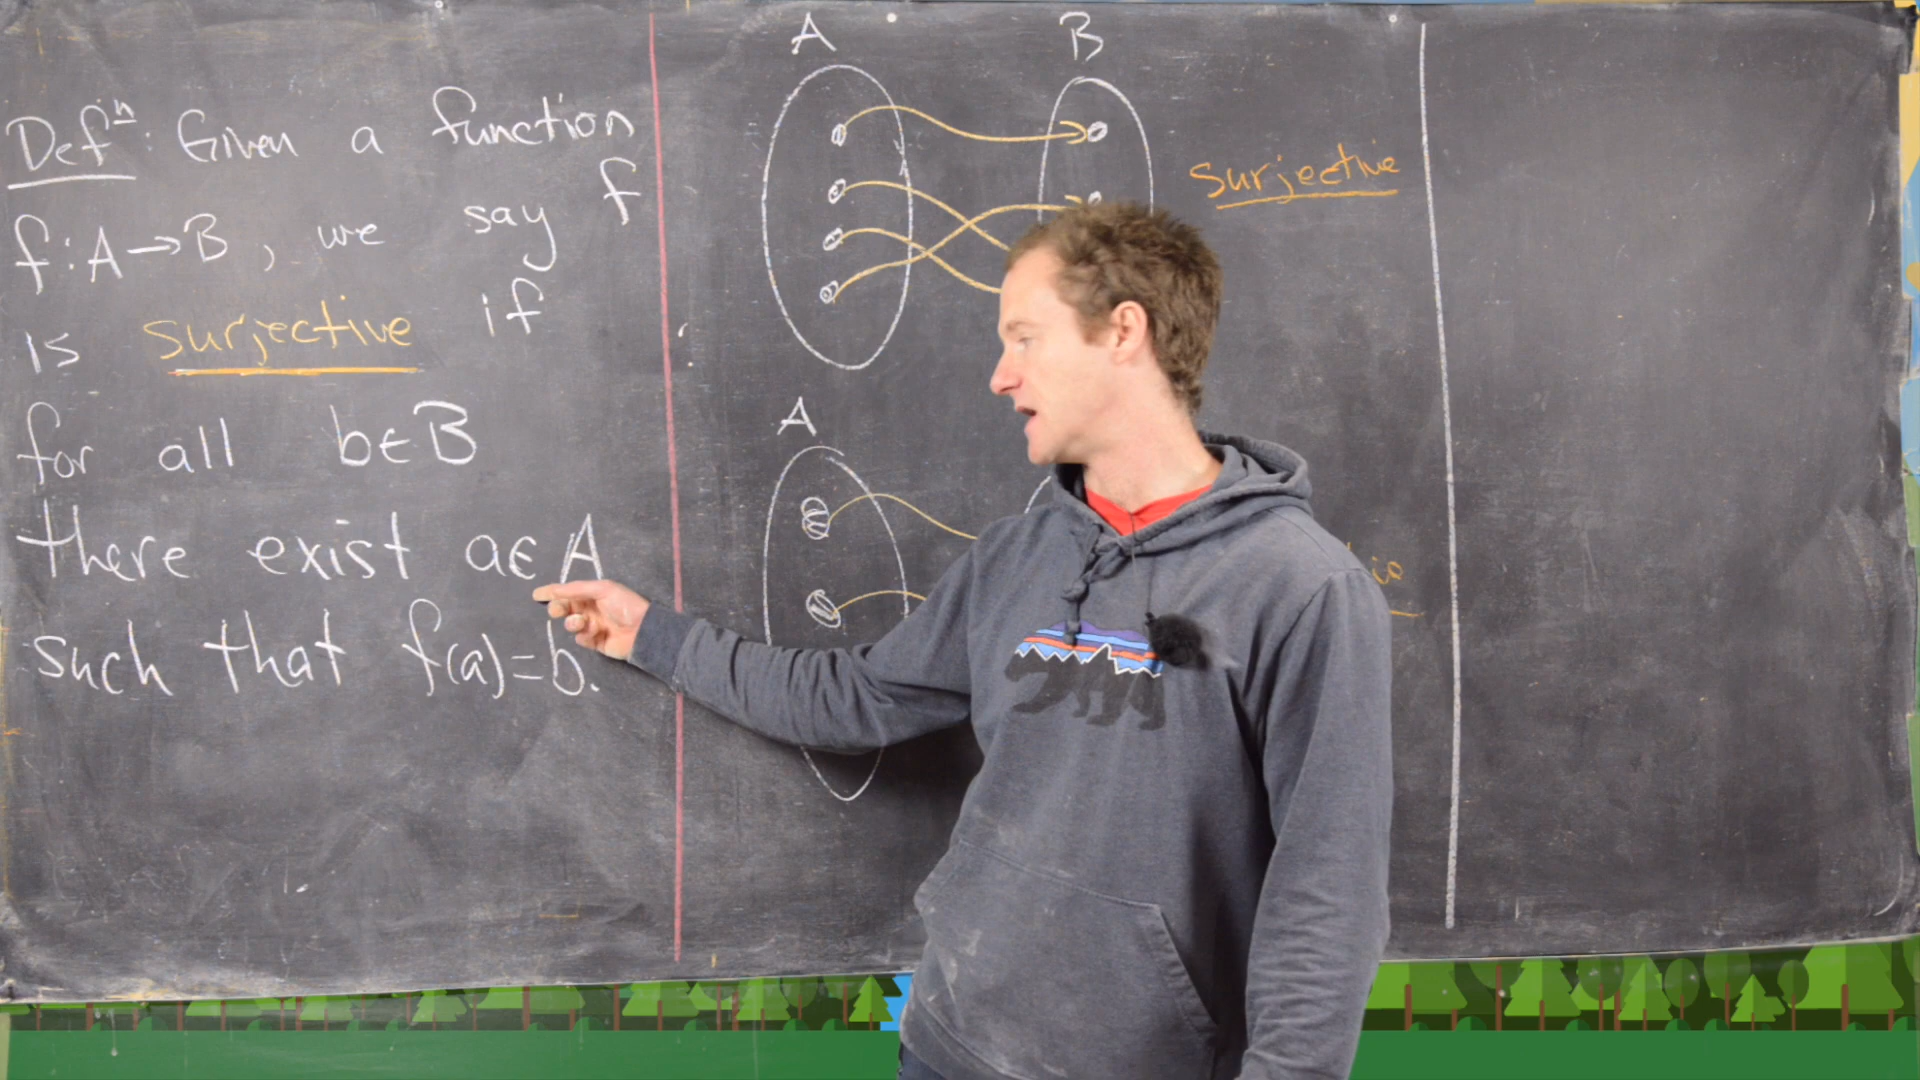 Defⁿ: Given a function
f: A→B, we say f
is surjective if
for all b∈B
there exist a∈A
such that f(a)=b.
A B
surjective
A